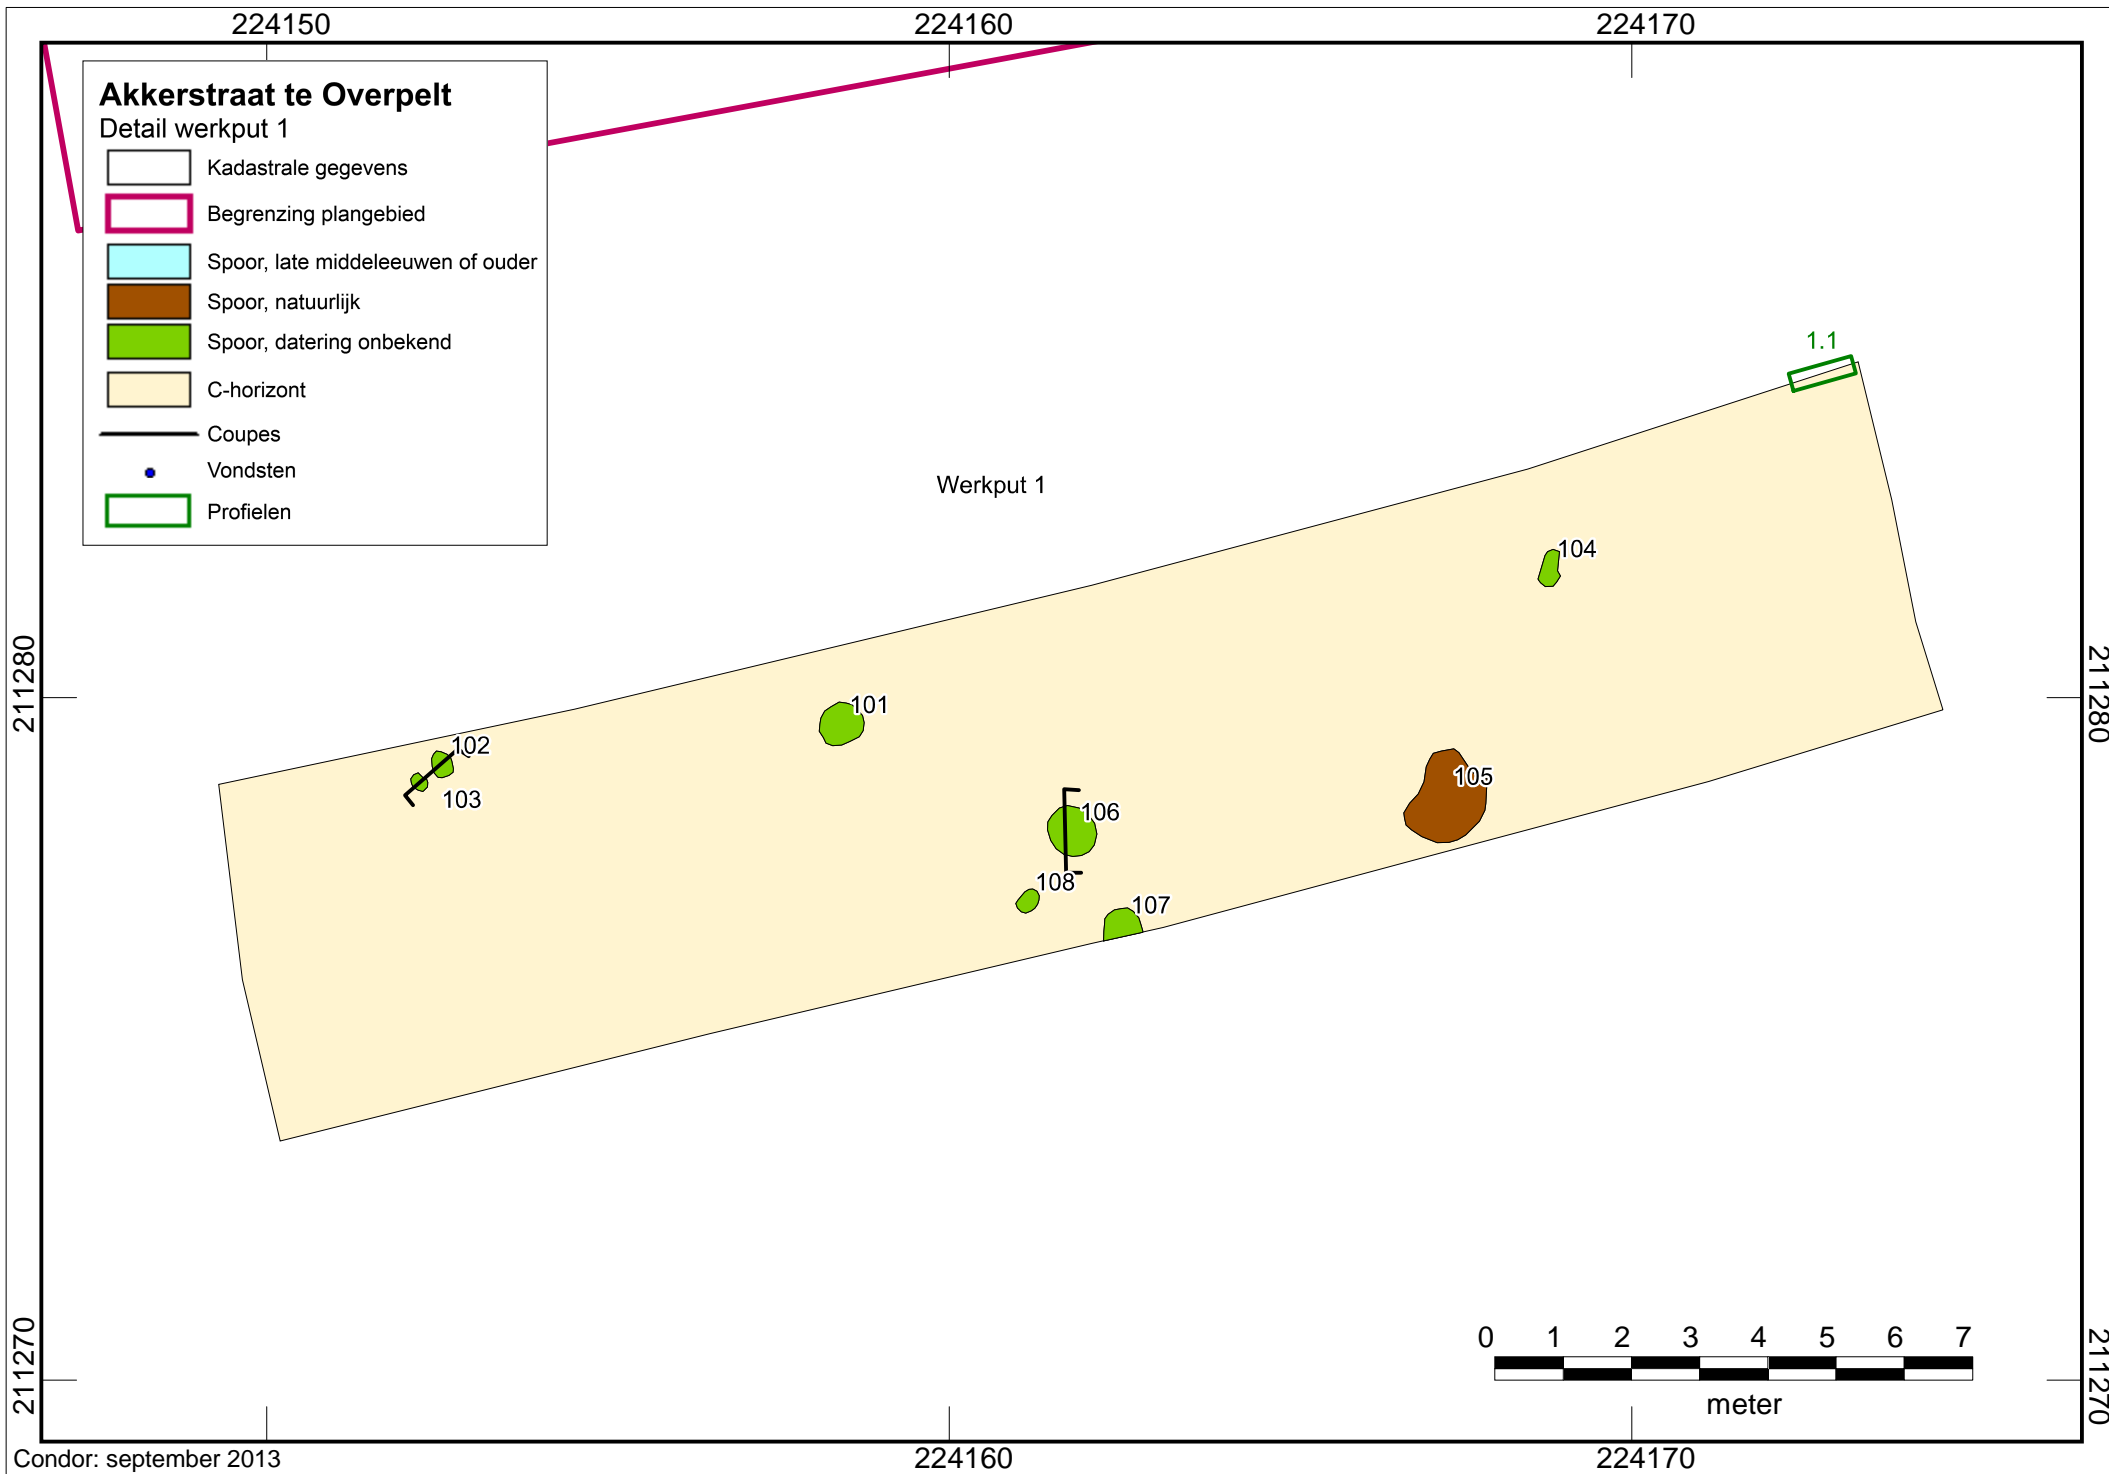 224150
224160
224170
Akkerstraat te Overpelt
Detail werkput 1
Kadastrale gegevens
Begrenzing plangebied
Spoor, late middeleeuwen of ouder
Spoor, natuurlijk
Spoor, datering onbekend
C-horizont
Coupes
Vondsten
Profielen
1.1
Werkput 1
104
211280
211280
101
102
105
103
106
108
107
0 1 2 3 4 5 6 7
meter
211270
211270
Condor: september 2013
224160
224170